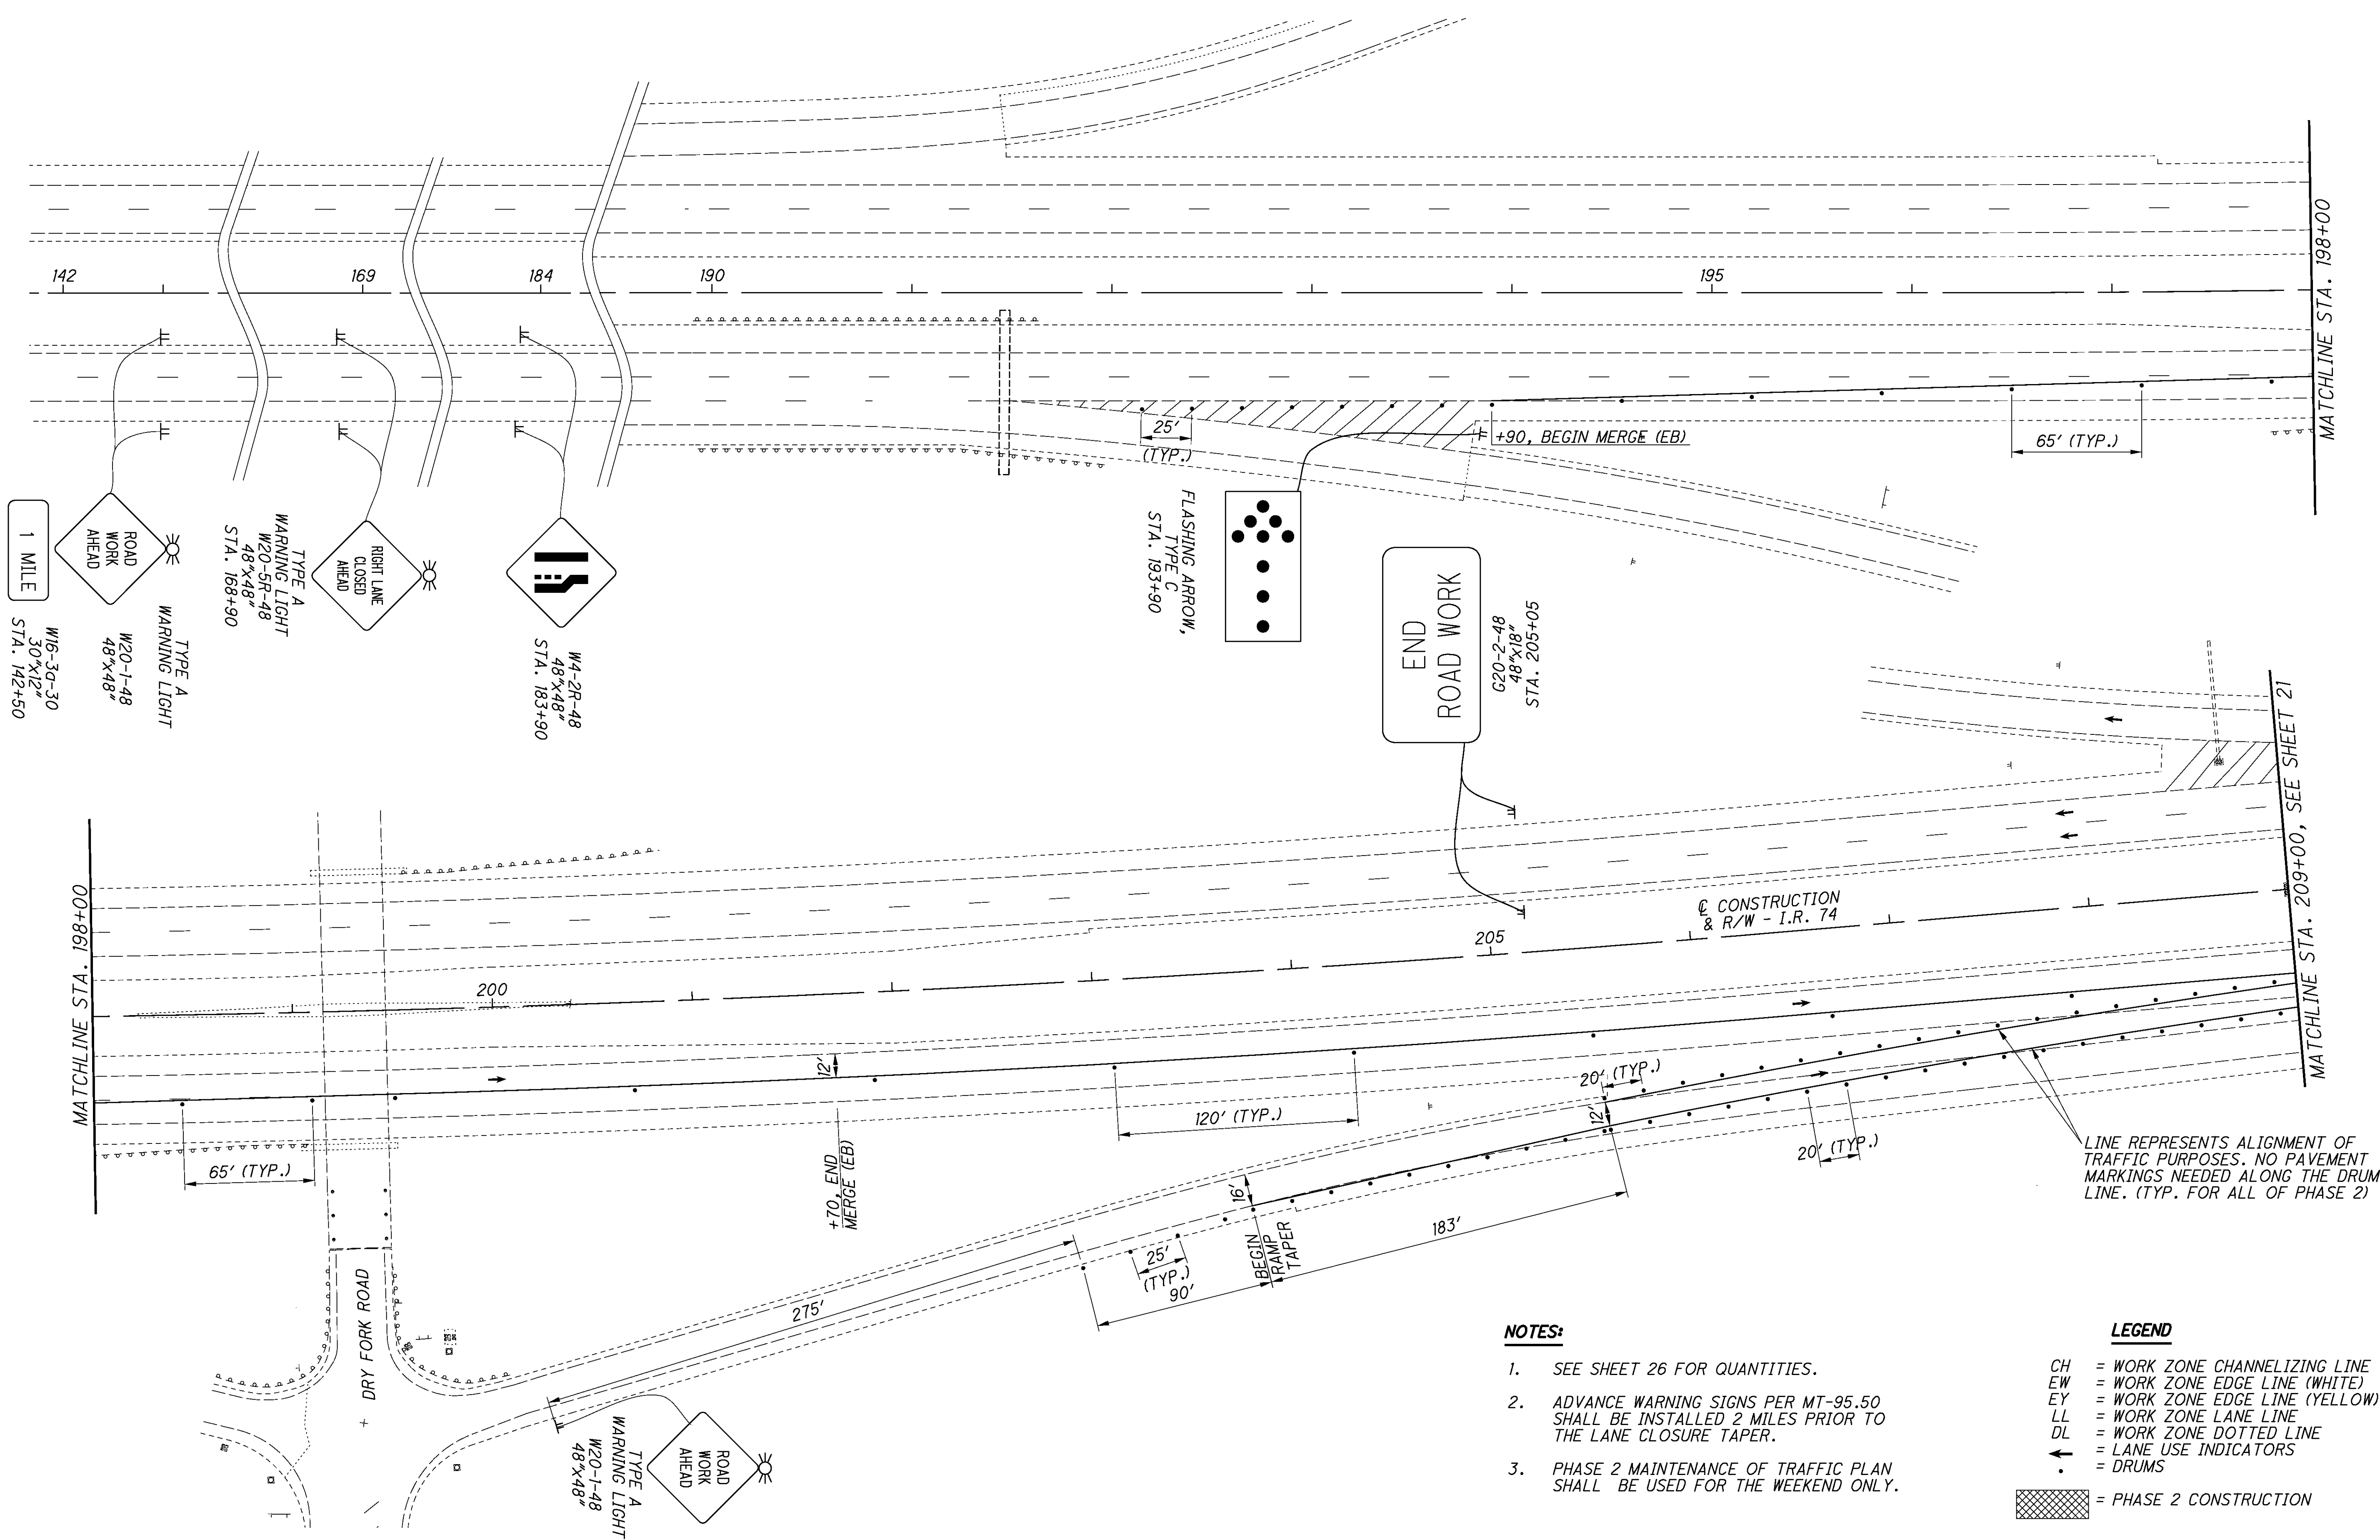 142
169
184
190
195
MATCHLINE STA. 198+00
25'
(TYP.)
+90, BEGIN MERGE (EB)
65' (TYP.)
1 MILE
W16-3a-30
30"x12"
STA. 142+50
ROAD
WORK
AHEAD
TYPE A
WARNING LIGHT
W20-1-48
48"x48"
TYPE A
WARNING LIGHT
W20-5R-48
48"x48"
STA. 168+90
RIGHT LANE
CLOSED
AHEAD
W4-2R-48
48"x48"
STA. 183+90
FLASHING ARROW,
TYPE C
STA. 193+90
END
ROAD WORK
G20-2-48
48"x18"
STA. 205+05
MATCHLINE STA. 209+00, SEE SHEET 21
MATCHLINE STA. 198+00
200
205
℄ CONSTRUCTION
& R/W - I.R. 74
12'
65' (TYP.)
+70, END
MERGE (EB)
120' (TYP.)
20' (TYP.)
12'
20' (TYP.)
16'
183'
BEGIN
RAMP
TAPER
25'
(TYP.)
90'
275'
DRY FORK ROAD
LINE REPRESENTS ALIGNMENT OF
TRAFFIC PURPOSES. NO PAVEMENT
MARKINGS NEEDED ALONG THE DRUM
LINE. (TYP. FOR ALL OF PHASE 2)
ROAD
WORK
AHEAD
TYPE A
WARNING LIGHT
W20-1-48
48"x48"
NOTES:
1. SEE SHEET 26 FOR QUANTITIES.
2. ADVANCE WARNING SIGNS PER MT-95.50
SHALL BE INSTALLED 2 MILES PRIOR TO
THE LANE CLOSURE TAPER.
3. PHASE 2 MAINTENANCE OF TRAFFIC PLAN
SHALL BE USED FOR THE WEEKEND ONLY.
LEGEND
CH = WORK ZONE CHANNELIZING LINE
EW = WORK ZONE EDGE LINE (WHITE)
EY = WORK ZONE EDGE LINE (YELLOW)
LL = WORK ZONE LANE LINE
DL = WORK ZONE DOTTED LINE
= LANE USE INDICATORS
= DRUMS
= PHASE 2 CONSTRUCTION